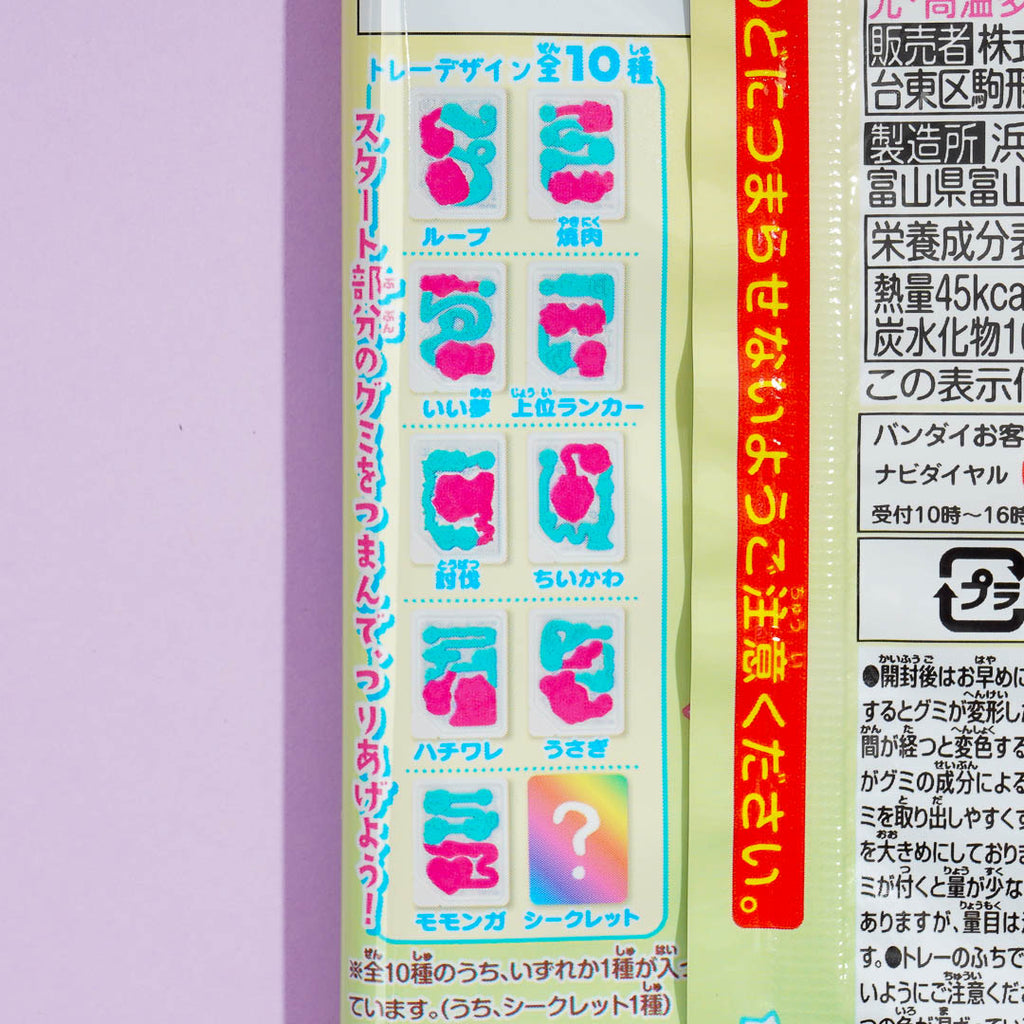 トレーデザイン全10種
スタート部分のグミをつまんで、つりあげよう!
ループ
焼肉
いい夢
上位ランカー
討伐
ちいかわ
ハチワレ
うさぎ
?
モモンガ
シークレット
※全10種のうち、いずれか1種が入っ
ています。(うち、シークレット1種)
どにつまらせないようご注意ください。
光・高温多
販売者 株式
台東区駒形
製造所 浜
富山県富山
栄養成分表
熱量45kca
炭水化物1
この表示値
バンダイお客
ナビダイヤル
受付10時〜16時
プラ
●開封後はお早めに
するとグミが変形した
間が経つと変色する
がグミの成分による
ミを取り出しやすくす
を大きめにしておりま
ミが付くと量が少な
ありますが、量目は
す。●トレーのふちで
いようにご注意くだ